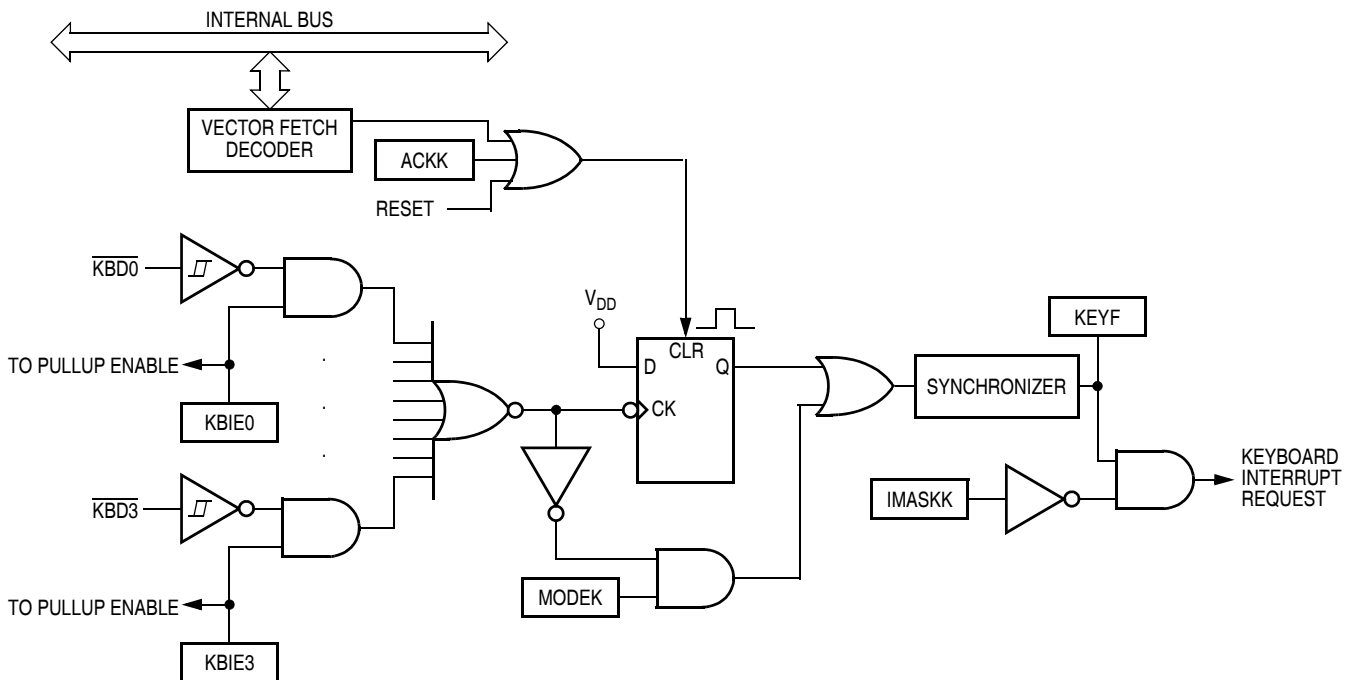 INTERNAL BUS
VECTOR FETCH
DECODER
ACKK
RESET
KBD0
TO PULLUP ENABLE
KBIE0
KBD3
TO PULLUP ENABLE
KBIE3
VDD
CLR
D
Q
CK
MODEK
SYNCHRONIZER
KEYF
IMASKK
KEYBOARD
INTERRUPT
REQUEST